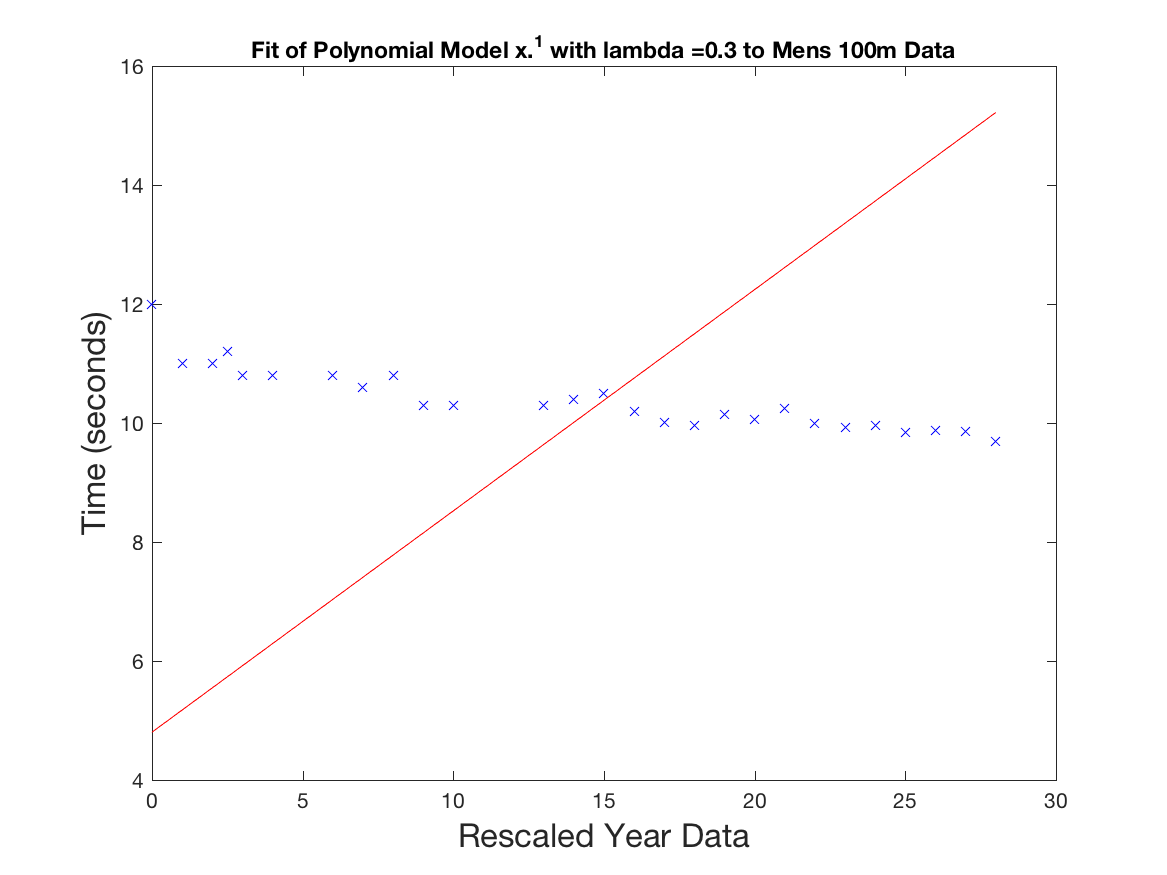 Fit of Polynomial Model x.1 with lambda =0.3 to Mens 100m Data
16
14
12
10
8
6
4
Time (seconds)
0 5 10 15 20 25 30
Rescaled Year Data